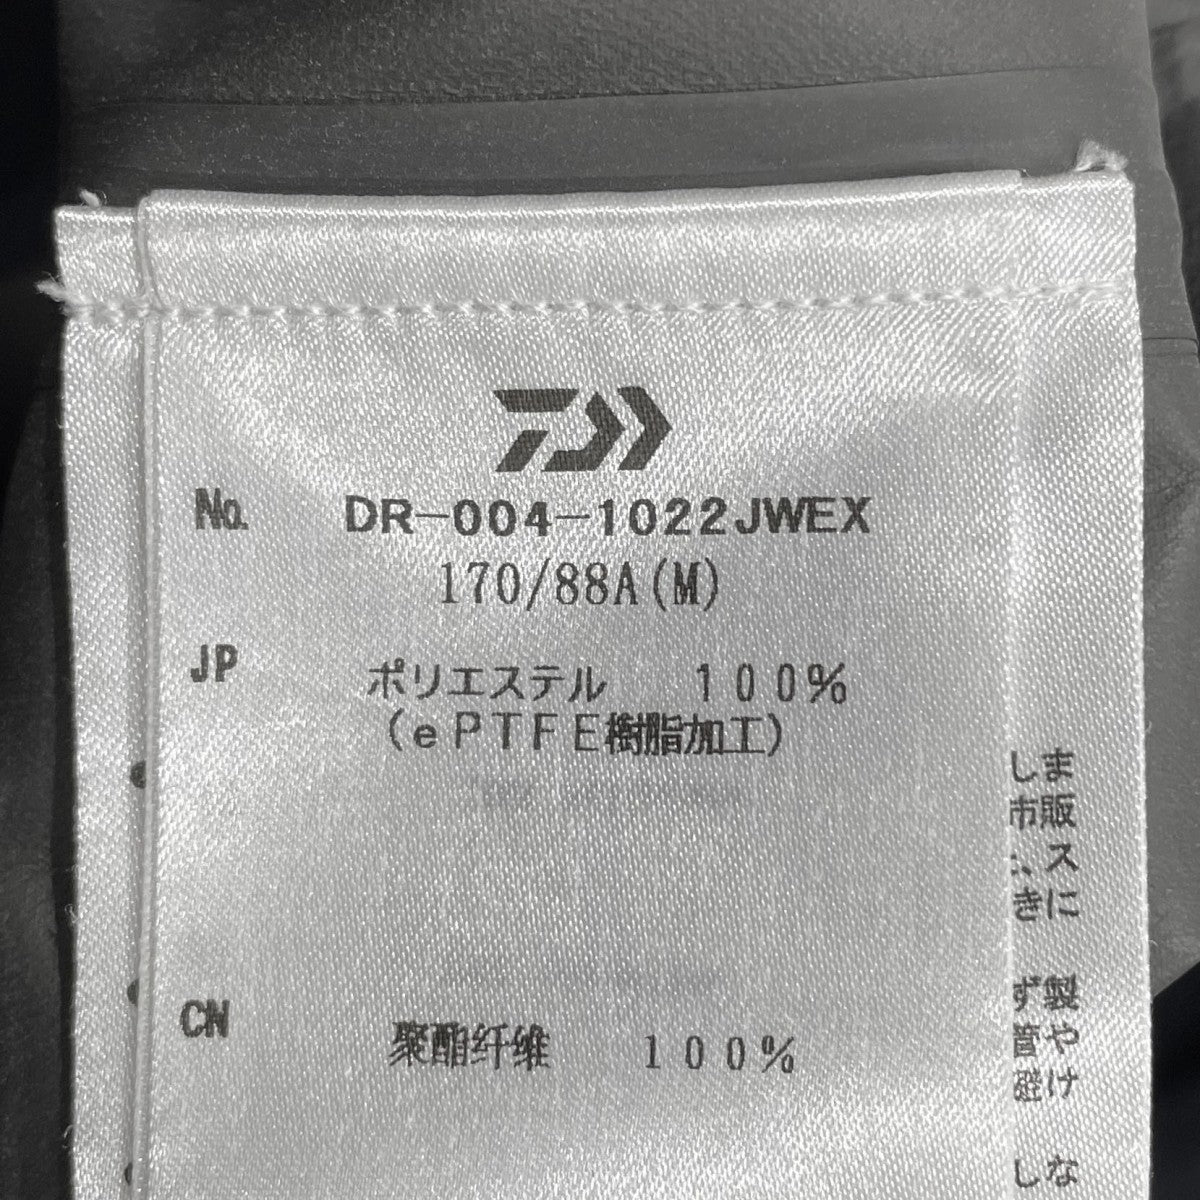 No. DR-004-1022JWEX
170/88A(M)
JP ポリエステル 100%
(ePTFE樹脂加工)
CN 聚酯纤维 100%
しま
市販
ス
きに
ず製
管や
避け
しな